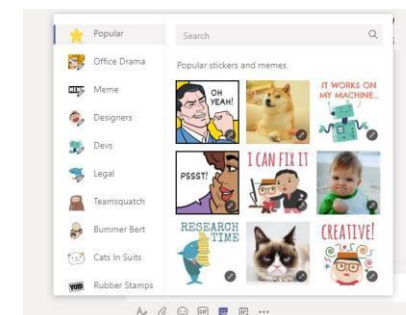 Popular
Office Drama
Meme
Designers
Devs
Legal
Teamsquatch
Bummer Bert
Cats In Suits
Rubber Stamps
Search
Popular stickers and memes
OH
YEAH!
IT WORKS ON
MY MACHINE...
PSSST!
I CAN FIX IT
RESEARCH
TIME
CREATIVE!
GIF